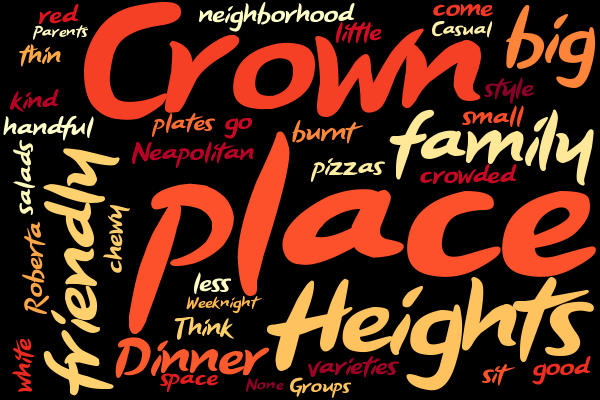 red
Parents
thin
kind
handful
neighborhood
little
come
Casual
big
Crown
style
small
plates
go
burnt
family
Neapolitan
pizzas
crowded
salads
friendly
chewy
Roberta
place
less
Weeknight
Think
Heights
white
Dinner
space
None
Groups
varieties
sit
good